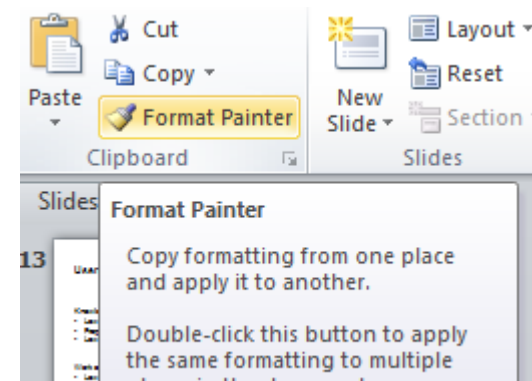 Cut
Copy
Format Painter
Paste
Clipboard
New
Slide
Layout
Reset
Section
Slides
Slides
13
Format Painter
Copy formatting from one place
and apply it to another.
Double-click this button to apply
the same formatting to multiple